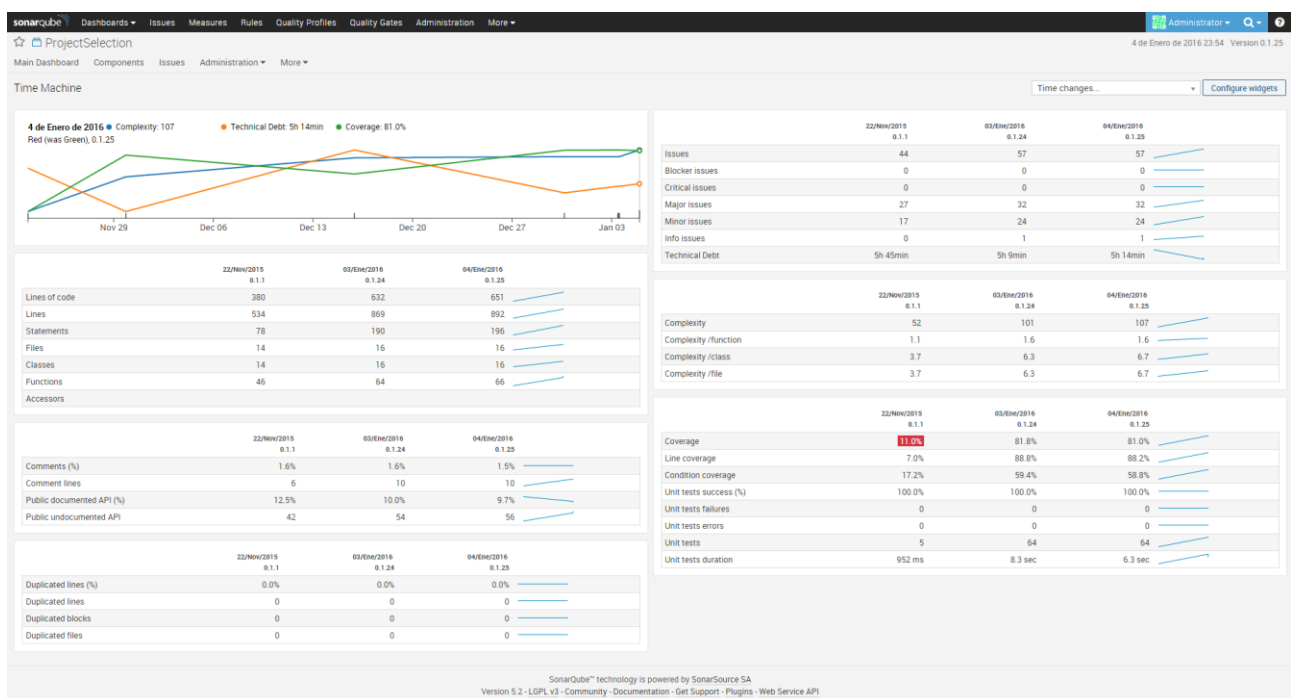 sonarqube Dashboards Issues Measures Rules Quality Profiles Quality Gates Administration More Administrator ?
ProjectSelection 4 de Enero de 2016 23:54 Version 0.1.25
Main Dashboard Components Issues Administration More
Time Machine Time changes... Configure widgets
4 de Enero de 2016 Complexity: 107 Technical Debt: 5h 14min Coverage: 81.0%
Red (was Green), 0.1.25
Nov 29 Dec 06 Dec 13 Dec 20 Dec 27 Jan 03
22/Nov/2015 03/Ene/2016 04/Ene/2016
0.1.1 0.1.24 0.1.25
Lines of code 380 632 651
Lines 534 869 892
Statements 78 190 196
Files 14 16 16
Classes 14 16 16
Functions 46 64 66
Accessors
22/Nov/2015 03/Ene/2016 04/Ene/2016
0.1.1 0.1.24 0.1.25
Comments (%) 1.6% 1.6% 1.5%
Comment lines 6 10 10
Public documented API (%) 12.5% 10.0% 9.7%
Public undocumented API 42 54 56
22/Nov/2015 03/Ene/2016 04/Ene/2016
0.1.1 0.1.24 0.1.25
Duplicated lines (%) 0.0% 0.0% 0.0%
Duplicated lines 0 0 0
Duplicated blocks 0 0 0
Duplicated files 0 0 0
22/Nov/2015 03/Ene/2016 04/Ene/2016
0.1.1 0.1.24 0.1.25
Issues 44 57 57
Blocker issues 0 0 0
Critical issues 0 0 0
Major issues 27 32 32
Minor issues 17 24 24
Info issues 0 1 1
Technical Debt 5h 45min 5h 9min 5h 14min
22/Nov/2015 03/Ene/2016 04/Ene/2016
0.1.1 0.1.24 0.1.25
Complexity 52 101 107
Complexity /function 1.1 1.6 1.6
Complexity /class 3.7 6.3 6.7
Complexity /file 3.7 6.3 6.7
22/Nov/2015 03/Ene/2016 04/Ene/2016
0.1.1 0.1.24 0.1.25
Coverage 11.0% 81.8% 81.0%
Line coverage 7.0% 88.8% 88.2%
Condition coverage 17.2% 59.4% 58.8%
Unit tests success (%) 100.0% 100.0% 100.0%
Unit tests failures 0 0 0
Unit tests errors 0 0 0
Unit tests 5 64 64
Unit tests duration 952 ms 8.3 sec 6.3 sec
SonarQube™ technology is powered by SonarSource SA
Version 5.2 - LGPL v3 - Community - Documentation - Get Support - Plugins - Web Service API